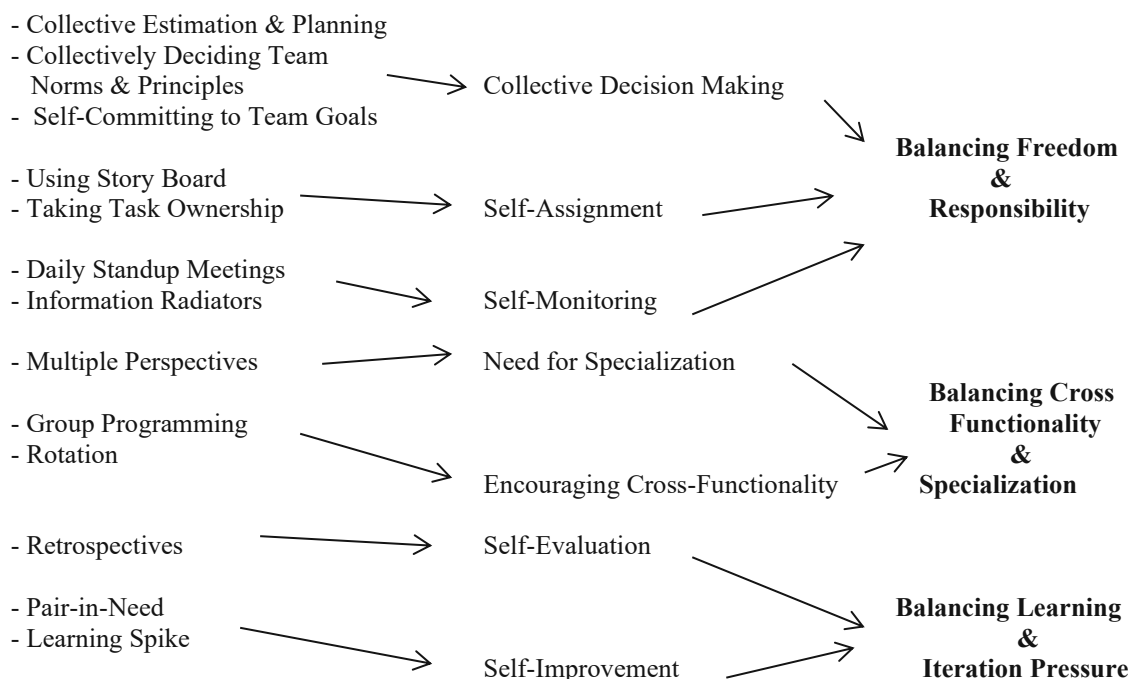 - Collective Estimation & Planning
- Collectively Deciding Team
Norms & Principles
- Self-Committing to Team Goals
Collective Decision Making
Balancing Freedom
&
Responsibility
- Using Story Board
- Taking Task Ownership
Self-Assignment
- Daily Standup Meetings
- Information Radiators
Self-Monitoring
- Multiple Perspectives
Need for Specialization
Balancing Cross
Functionality
&
Specialization
- Group Programming
- Rotation
Encouraging Cross-Functionality
- Retrospectives
Self-Evaluation
- Pair-in-Need
- Learning Spike
Self-Improvement
Balancing Learning
&
Iteration Pressure